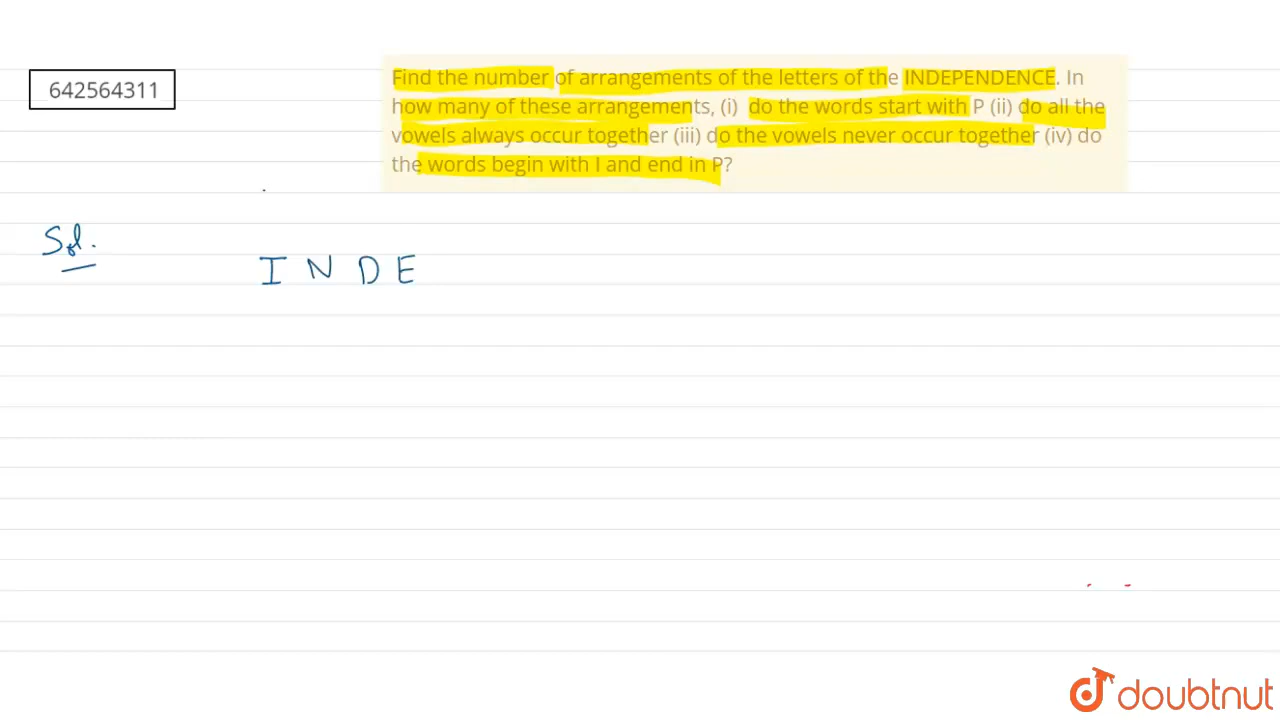 642564311
Find the number of arrangements of the letters of the INDEPENDENCE. In
how many of these arrangements, (i) do the words start with P (ii) do all the
vowels always occur together (iii) do the vowels never occur together (iv) do
the words begin with I and end in P?
Sol.
I N D E
doubtnut